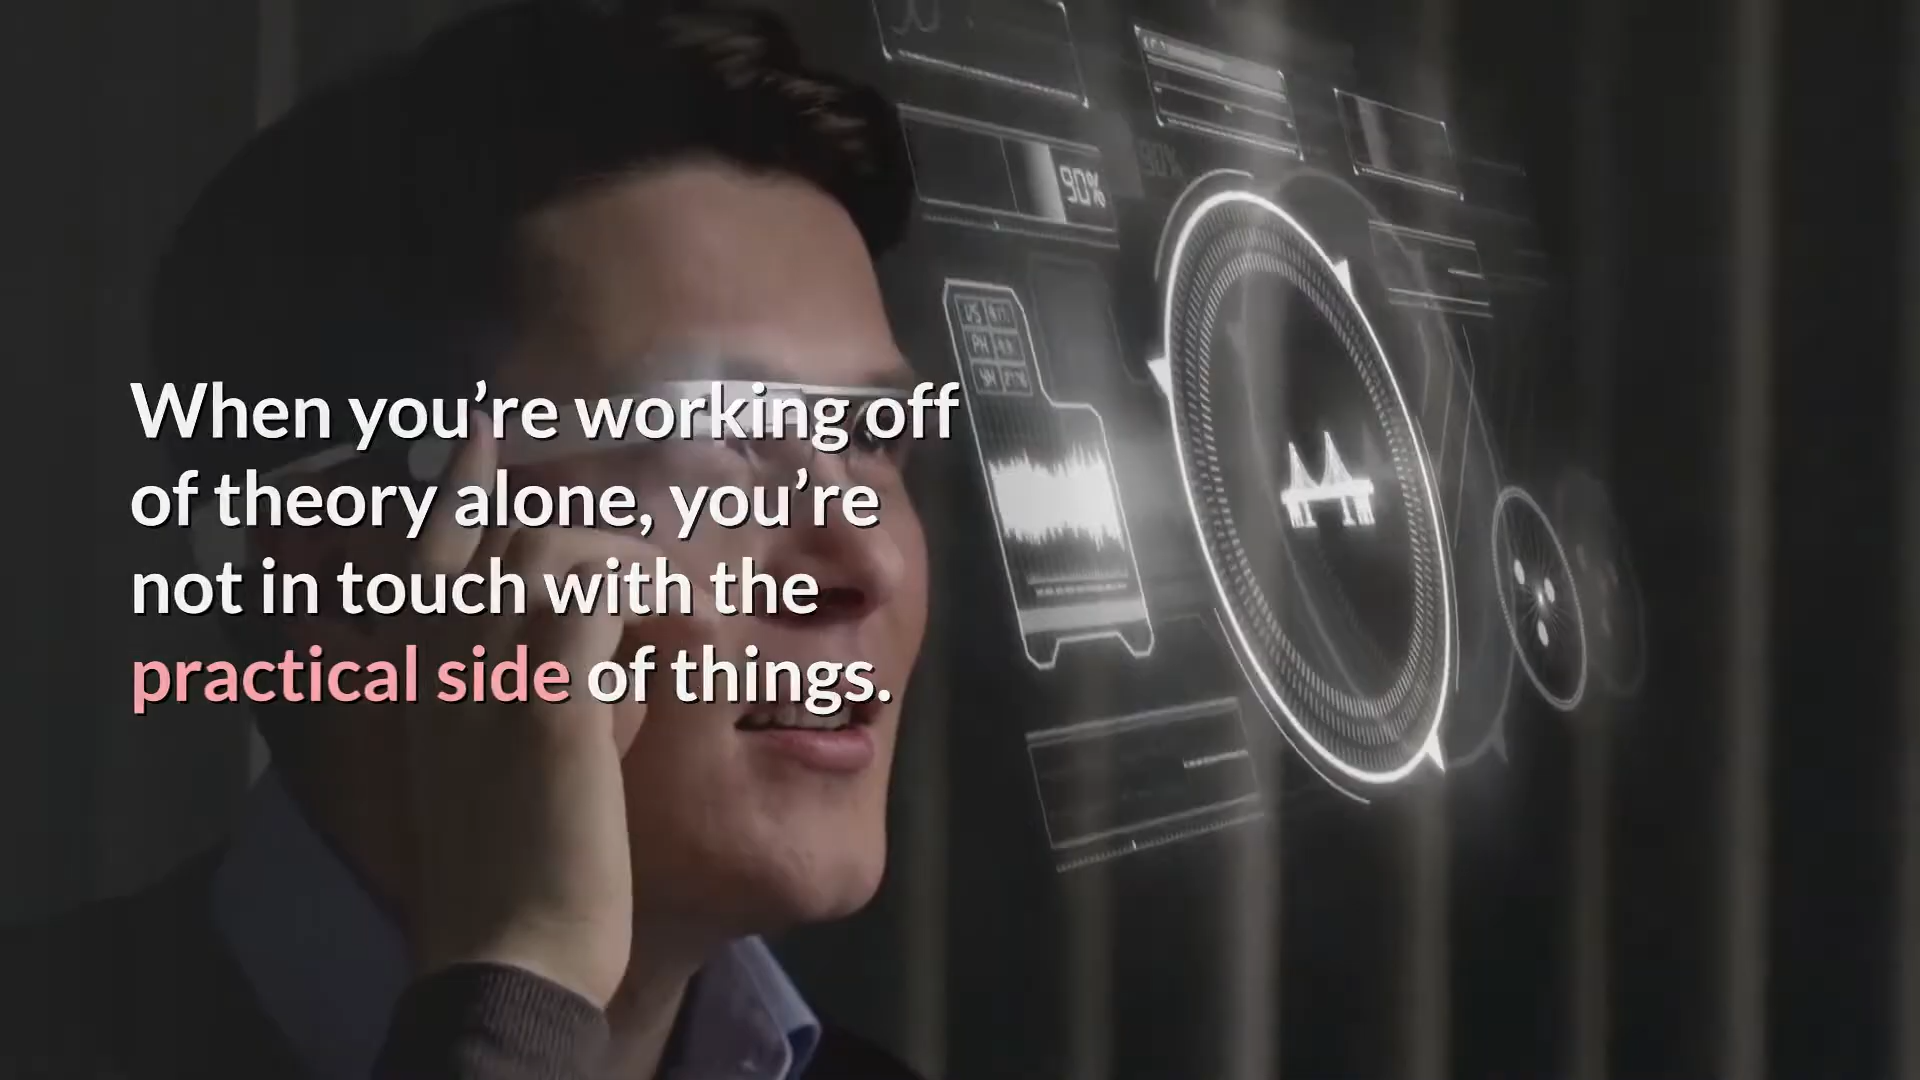 90%
When you’re working off
of theory alone, you’re
not in touch with the
practical side of things.